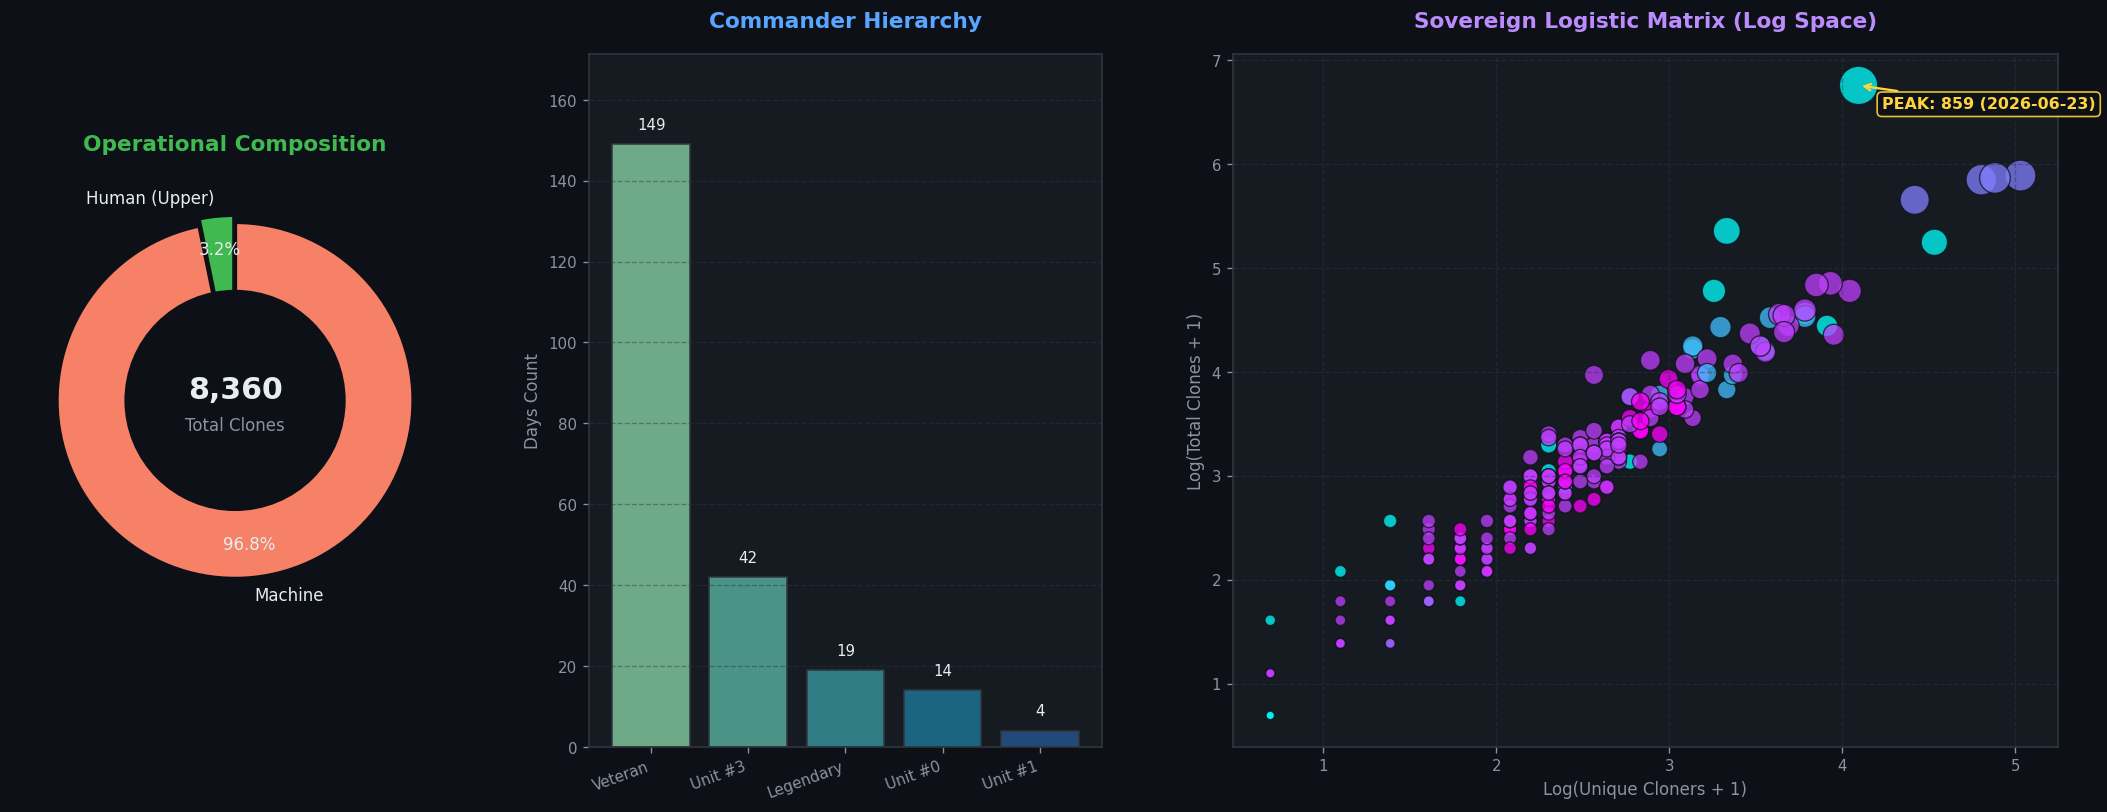 Operational Composition
Human (Upper)
3.2%
8,360
Total Clones
96.8%
Machine
Commander Hierarchy
Days Count
160
140
120
100
80
60
40
20
0
149
42
19
14
4
Veteran
Unit #3
Legendary
Unit #0
Unit #1
Sovereign Logistic Matrix (Log Space)
Log(Total Clones + 1)
7
6
5
4
3
2
1
PEAK: 859 (2026-06-23)
1
2
3
4
5
Log(Unique Cloners + 1)